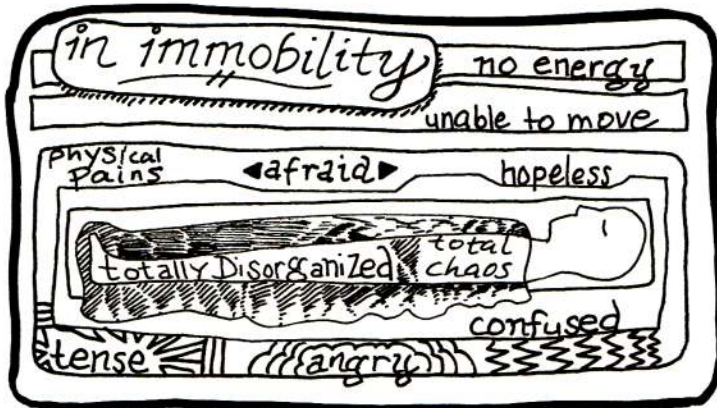 in immobility
no energy
unable to move
physical
pains
afraid
hopeless
totally Disorganized
total
chaos
confused
tense
angry